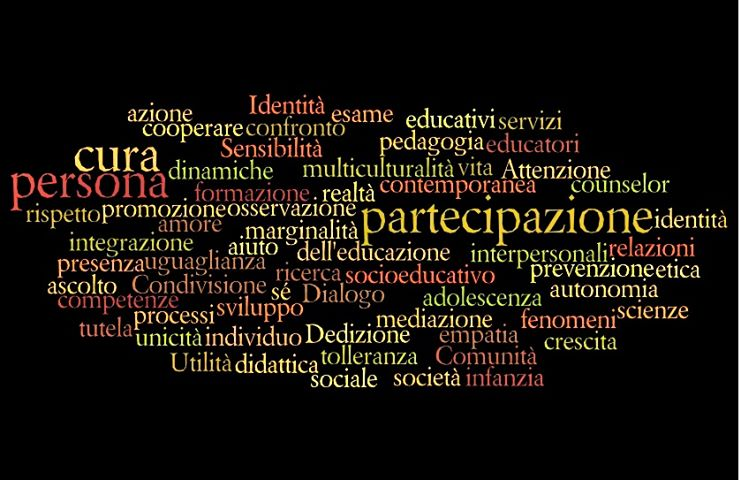 azione Identità esame educativi servizi
cooperare confronto
cura Sensibilità pedagogia educatori
persona dinamiche multiculturalità vita Attenzione
formazione realtà contemporanea counselor
rispetto promozione osservazione partecipazione identità
amore marginalità
integrazione aiuto dell'educazione interpersonali relazioni
presenza uguaglianza ricerca socioeducativo prevenzione etica
ascolto Condivisione sé Dialogo adolescenza autonomia
competenze processi sviluppo mediazione fenomeni scienze
tutela unicità individuo Dedizione empatia crescita
Utilità didattica tolleranza Comunità
sociale società infanzia